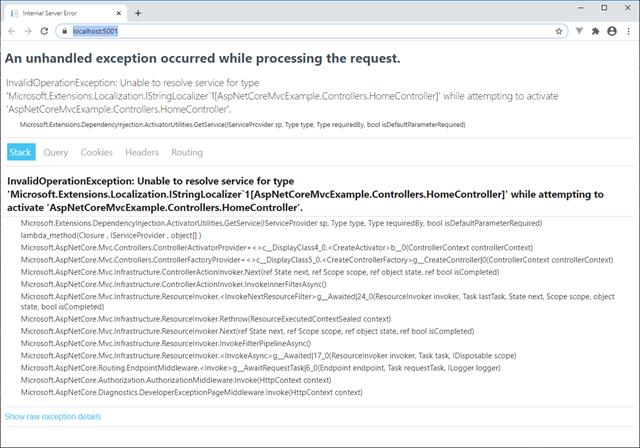 Internal Server Error
localhost:5001
An unhandled exception occurred while processing the request.
InvalidOperationException: Unable to resolve service for type
'Microsoft.Extensions.Localization.IStringLocalizer`1[AspNetCoreMvcExample.Controllers.HomeController]' while attempting to activate
'AspNetCoreMvcExample.Controllers.HomeController'.
Microsoft.Extensions.DependencyInjection.ActivatorUtilities.GetService(IServiceProvider sp, Type type, Type requiredBy, bool isDefaultParameterRequired)
Stack Query Cookies Headers Routing
InvalidOperationException: Unable to resolve service for type
'Microsoft.Extensions.Localization.IStringLocalizer`1[AspNetCoreMvcExample.Controllers.HomeController]' while attempting to
activate 'AspNetCoreMvcExample.Controllers.HomeController'.
Microsoft.Extensions.DependencyInjection.ActivatorUtilities.GetService(IServiceProvider sp, Type type, Type requiredBy, bool isDefaultParameterRequired)
lambda_method(Closure , IServiceProvider , object[] )
Microsoft.AspNetCore.Mvc.Controllers.ControllerActivatorProvider+<>c__DisplayClass4_0.<CreateActivator>b__0(ControllerContext controllerContext)
Microsoft.AspNetCore.Mvc.Controllers.ControllerFactoryProvider+<>c__DisplayClass5_0.<CreateControllerFactory>g__CreateController|0(ControllerContext controllerContext)
Microsoft.AspNetCore.Mvc.Infrastructure.ControllerActionInvoker.Next(ref State next, ref Scope scope, ref object state, ref bool isCompleted)
Microsoft.AspNetCore.Mvc.Infrastructure.ControllerActionInvoker.InvokeInnerFilterAsync()
Microsoft.AspNetCore.Mvc.Infrastructure.ResourceInvoker.<InvokeNextResourceFilter>g__Awaited|24_0(ResourceInvoker invoker, Task lastTask, State next, Scope scope, object
state, bool isCompleted)
Microsoft.AspNetCore.Mvc.Infrastructure.ResourceInvoker.Rethrow(ResourceExecutedContextSealed context)
Microsoft.AspNetCore.Mvc.Infrastructure.ResourceInvoker.Next(ref State next, ref Scope scope, ref object state, ref bool isCompleted)
Microsoft.AspNetCore.Mvc.Infrastructure.ResourceInvoker.InvokeFilterPipelineAsync()
Microsoft.AspNetCore.Mvc.Infrastructure.ResourceInvoker.<InvokeAsync>g__Awaited|17_0(ResourceInvoker invoker, Task task, IDisposable scope)
Microsoft.AspNetCore.Routing.EndpointMiddleware.<Invoke>g__AwaitRequestTask|6_0(Endpoint endpoint, Task requestTask, ILogger logger)
Microsoft.AspNetCore.Authorization.AuthorizationMiddleware.Invoke(HttpContext context)
Microsoft.AspNetCore.Diagnostics.DeveloperExceptionPageMiddleware.Invoke(HttpContext context)
Show raw exception details